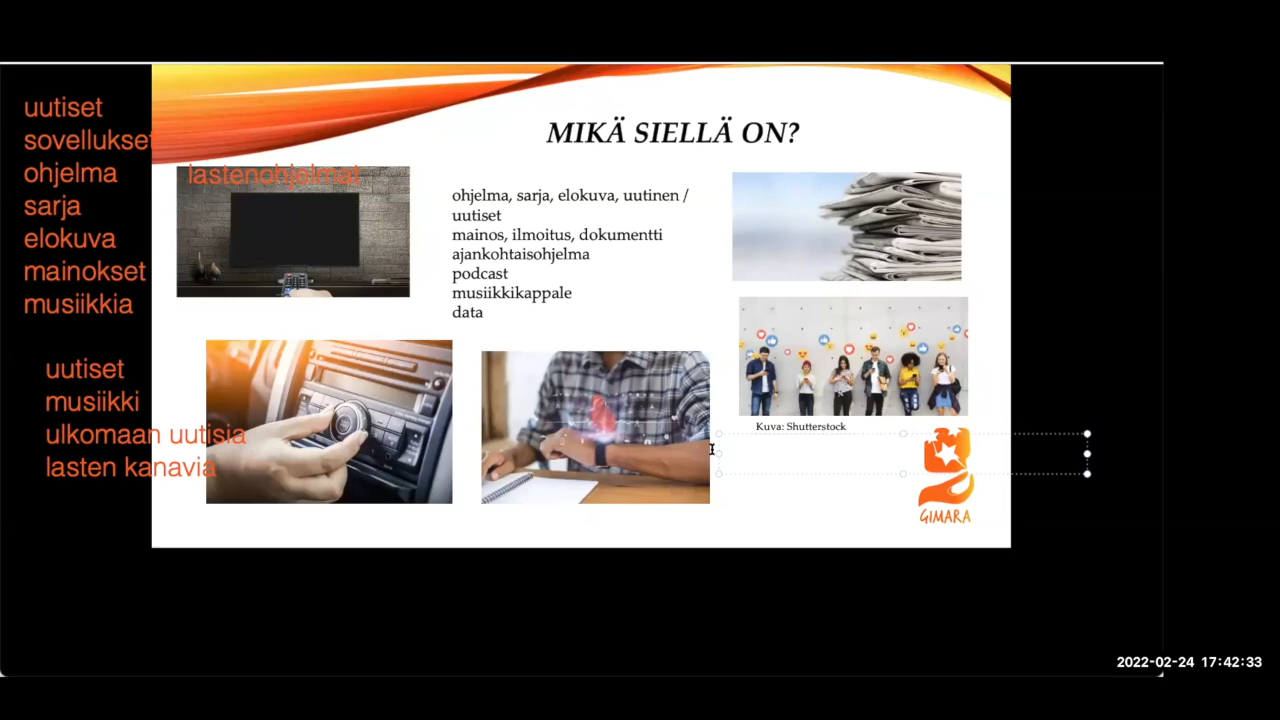 uutiset
sovellukset
ohjelma
sarja
elokuva
mainokset
musiikkia
uutiset
musiikki
ulkomaan uutisia
lasten kanavia
lastenohjelmat
MIKÄ SIELLÄ ON?
ohjelma, sarja, elokuva, uutinen /
uutiset
mainos, ilmoitus, dokumentti
ajankohtaisohjelma
podcast
musiikkikappale
data
Kuva: Shutterstock
GIMARA
2022-02-24 17:42:33